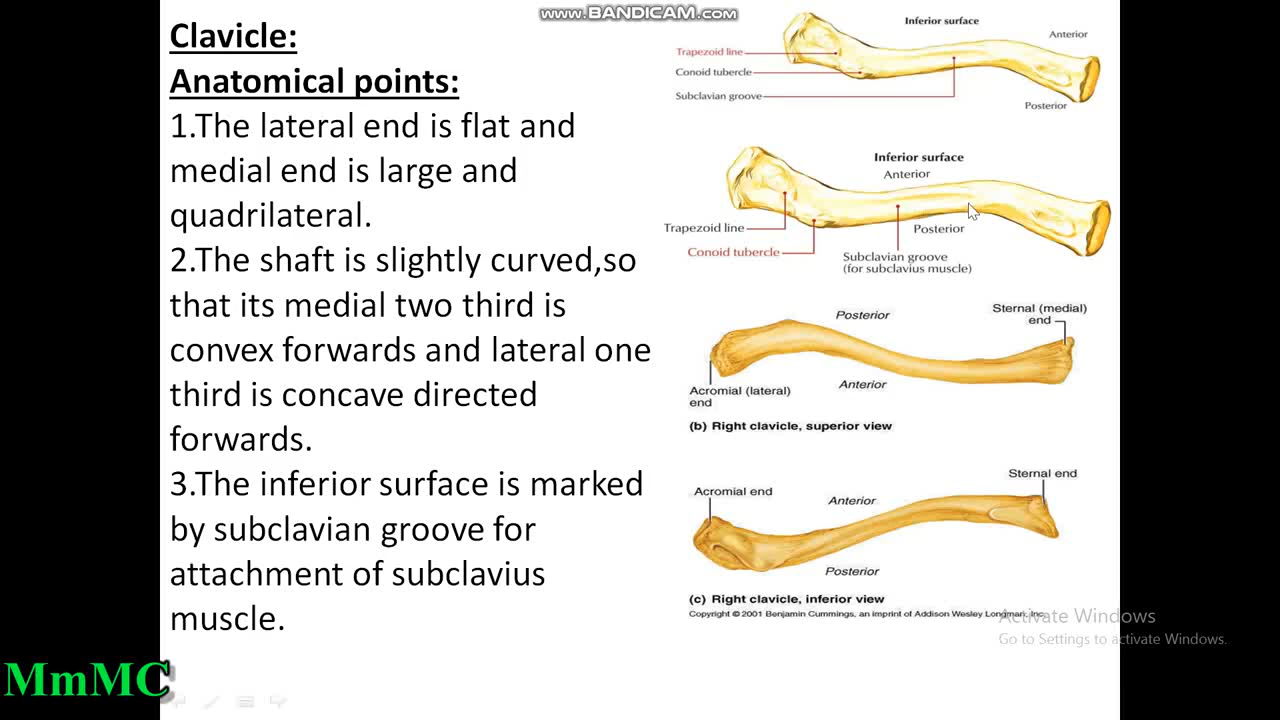 www.BANDICAM.com
Clavicle:
Anatomical points:
1.The lateral end is flat and
medial end is large and
quadrilateral.
2.The shaft is slightly curved,so
that its medial two third is
convex forwards and lateral one
third is concave directed
forwards.
3.The inferior surface is marked
by subclavian groove for
attachment of subclavius
muscle.
Inferior surface
Anterior
Trapezoid line
Conoid tubercle
Subclavian groove
Posterior
Inferior surface
Anterior
Trapezoid line
Posterior
Conoid tubercle
Subclavian groove
(for subclavius muscle)
Posterior
Sternal (medial)
end
Anterior
Acromial (lateral)
end
(b) Right clavicle, superior view
Sternal end
Acromial end
Anterior
Posterior
(c) Right clavicle, inferior view
Copyright © 2001 Benjamin Cummings, an imprint of Addison Wesley Longman, Inc.
Activate Windows
Go to Settings to activate Windows.
MmMC